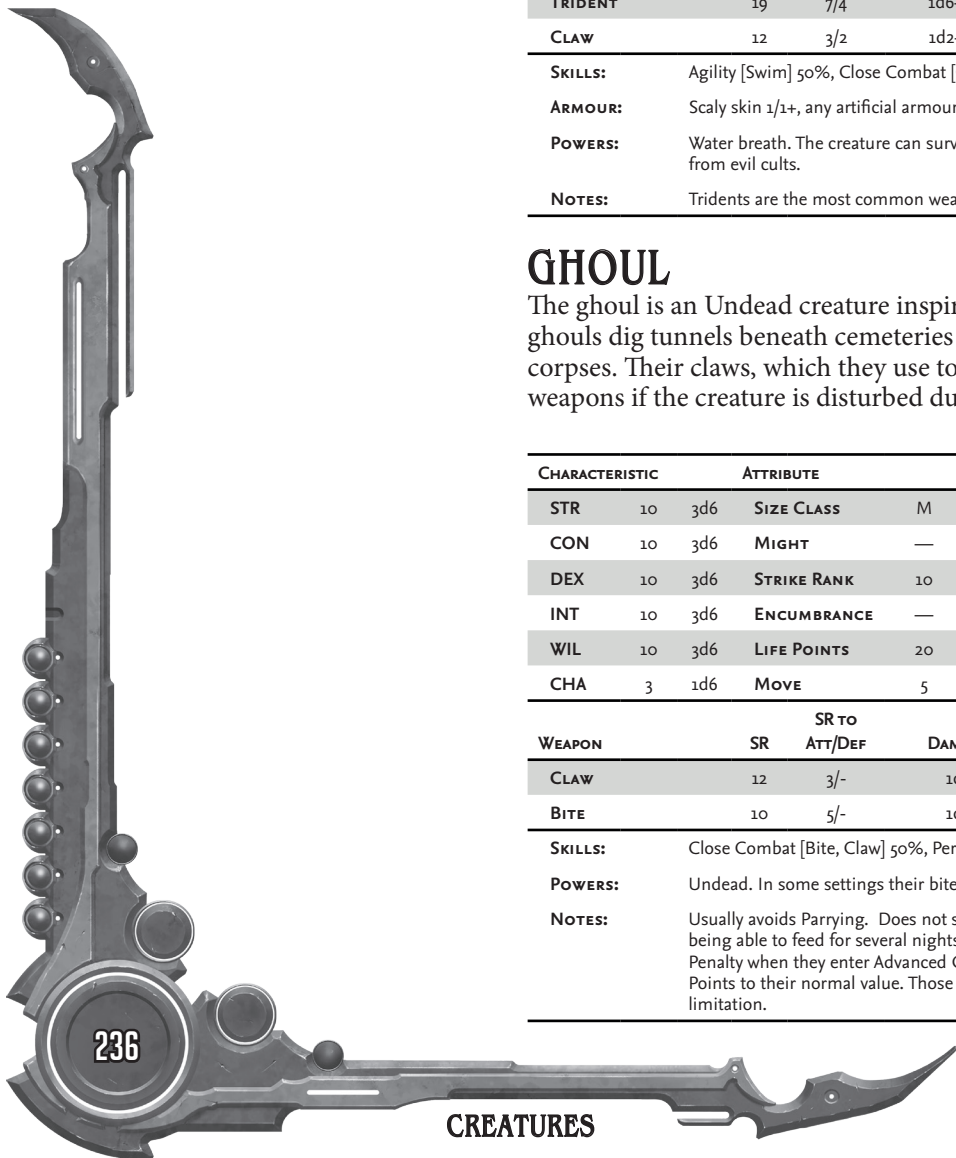 TRIDENT 19 7/4 1d6-
CLAW 12 3/2 1d2-
SKILLS: Agility [Swim] 50%, Close Combat [
ARMOUR: Scaly skin 1/1+, any artificial armour
POWERS: Water breath. The creature can surv
from evil cults.
NOTES: Tridents are the most common wea
GHOUL
The ghoul is an Undead creature inspir
ghouls dig tunnels beneath cemeteries
corpses. Their claws, which they use to
weapons if the creature is disturbed du
CHARACTERISTIC ATTRIBUTE
STR 10 3d6 SIZE CLASS M
CON 10 3d6 MIGHT —
DEX 10 3d6 STRIKE RANK 10
INT 10 3d6 ENCUMBRANCE —
WIL 10 3d6 LIFE POINTS 20
CHA 3 1d6 MOVE 5
SR TO
WEAPON SR ATT/DEF DAM
CLAW 12 3/-
BITE 10 5/-
SKILLS: Close Combat [Bite, Claw] 50%, Per
POWERS: Undead. In some settings their bite
NOTES: Usually avoids Parrying. Does not s
being able to feed for several nights
Penalty when they enter Advanced
Points to their normal value. Those
limitation.
236
CREATURES